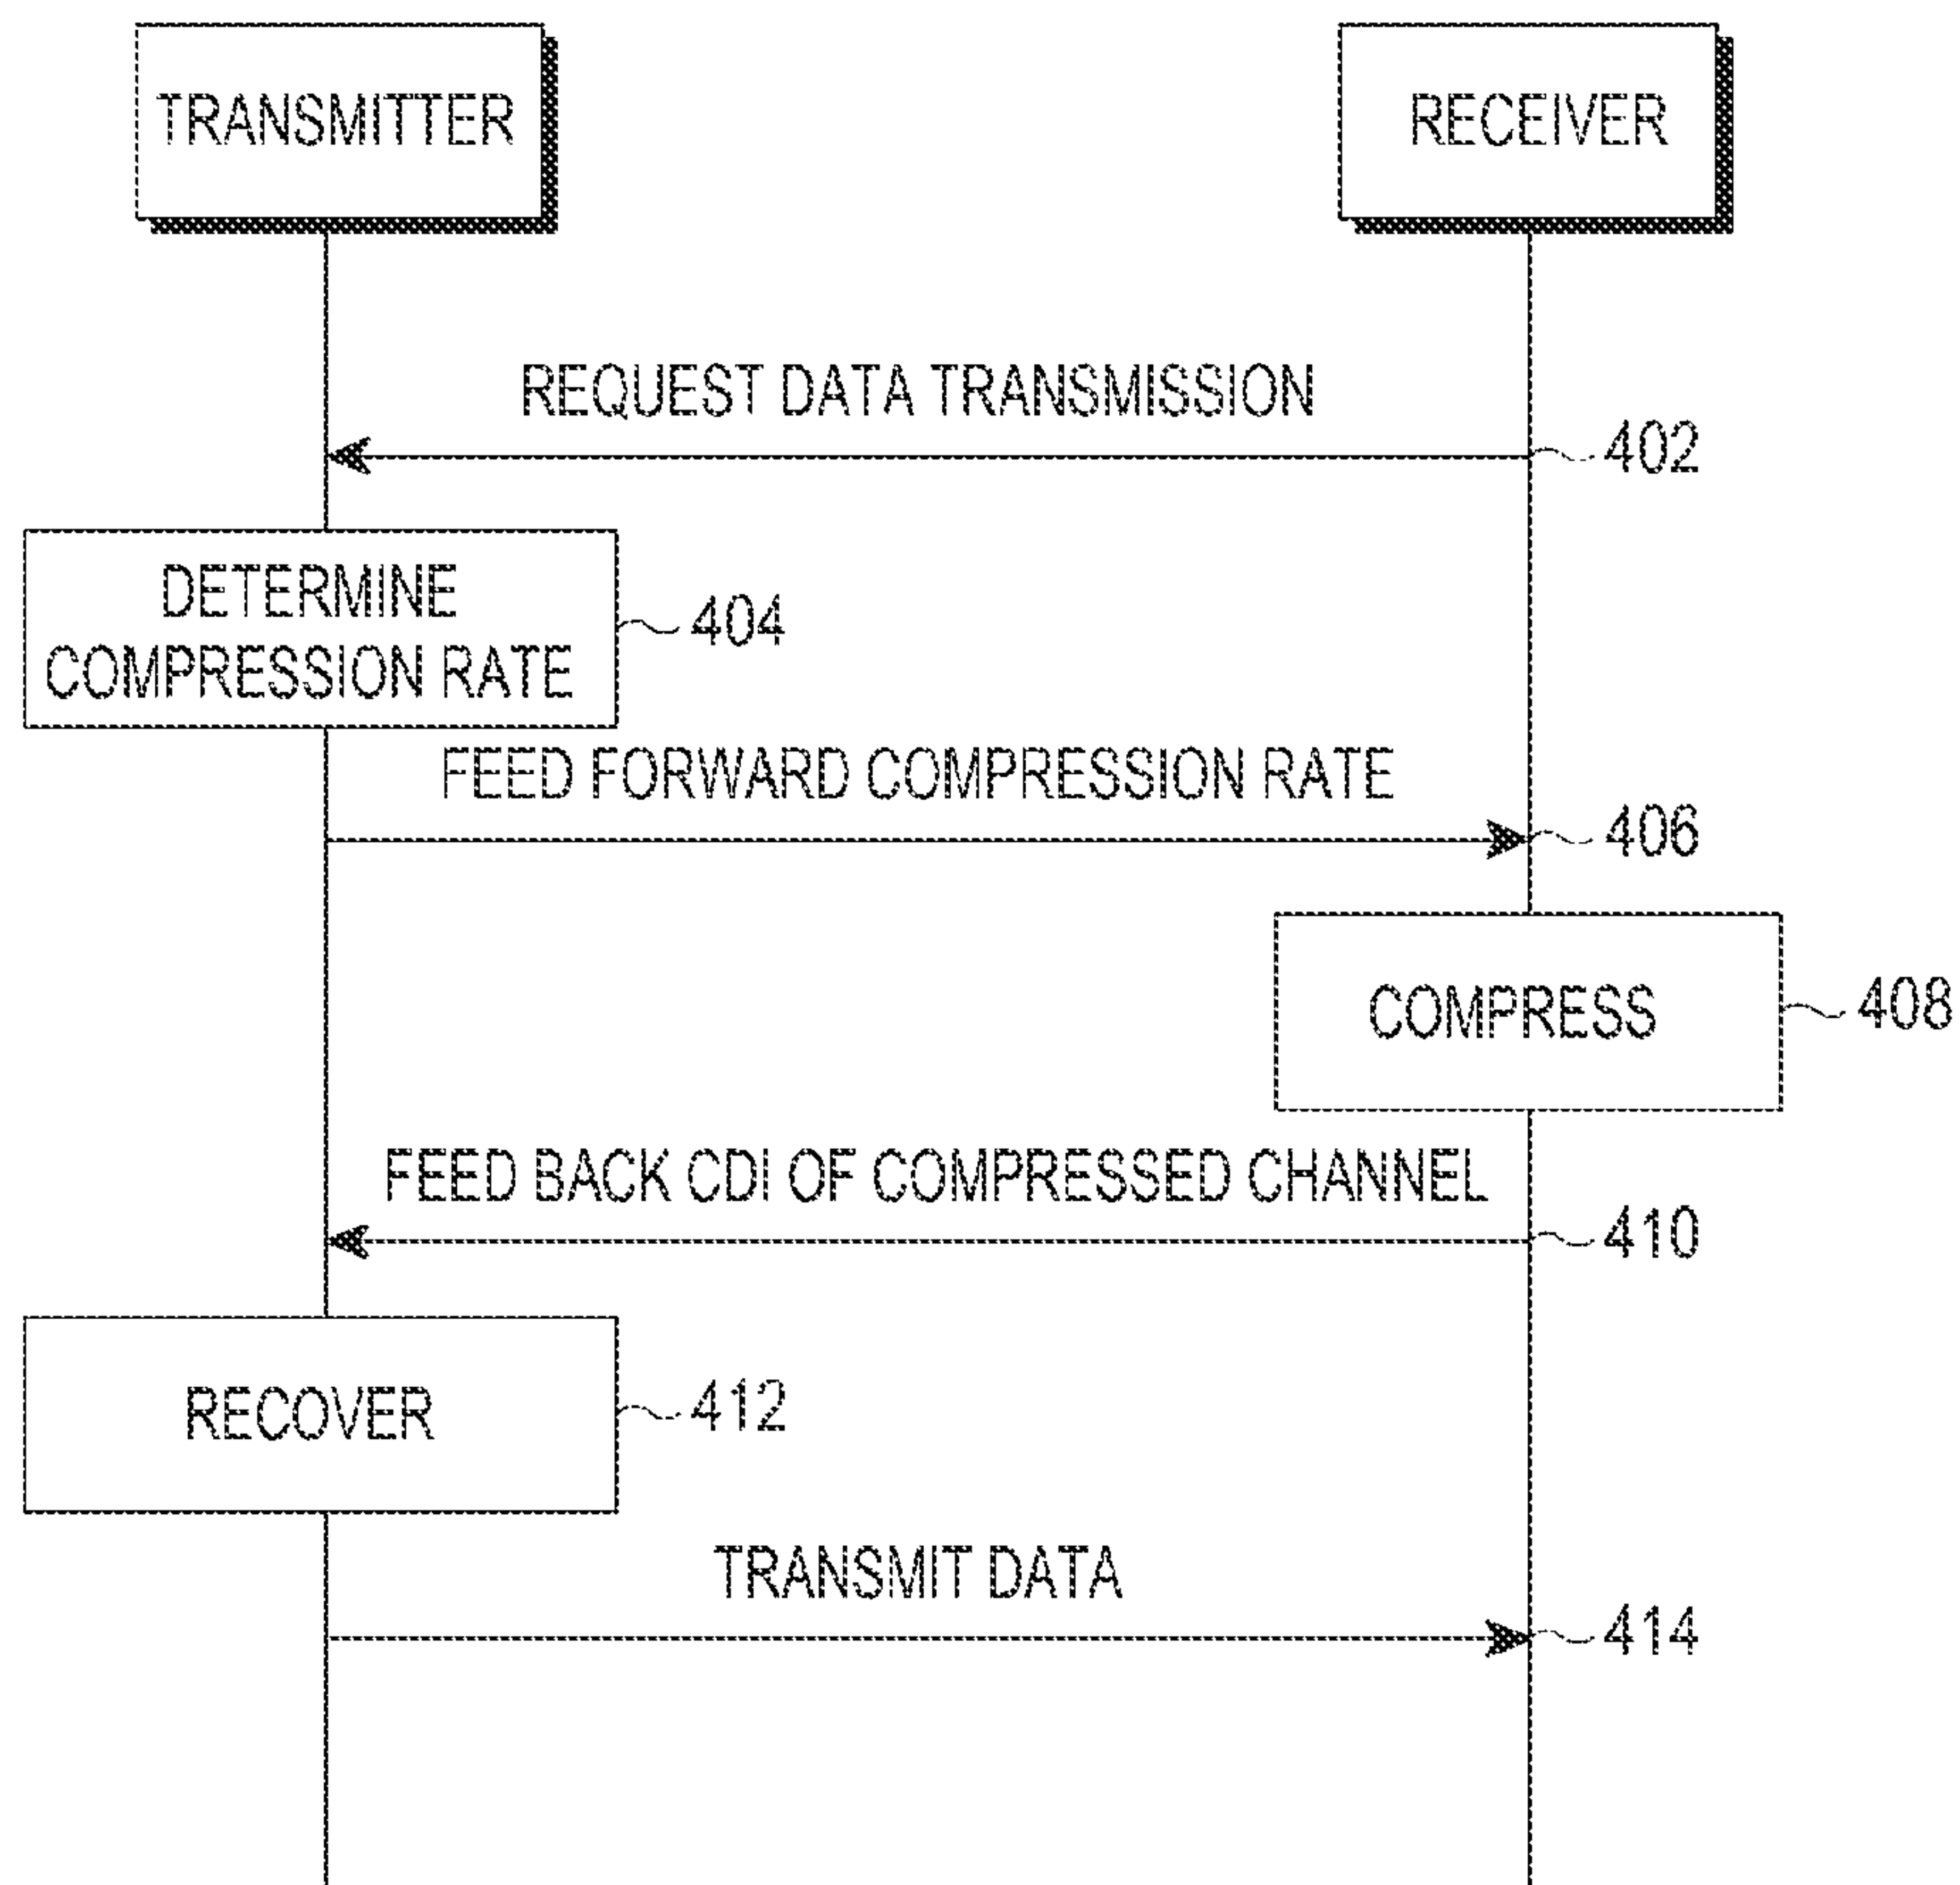 TRANSMITTER
RECEIVER
REQUEST DATA TRANSMISSION
402
DETERMINE
COMPRESSION RATE
404
FEED FORWARD COMPRESSION RATE
406
COMPRESS
408
FEED BACK CDI OF COMPRESSED CHANNEL
410
RECOVER
412
TRANSMIT DATA
414